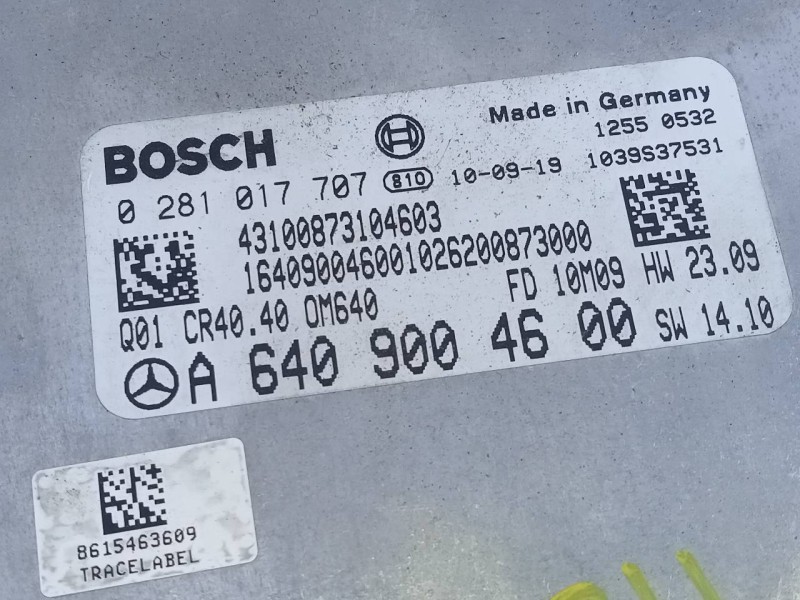 BOSCH
Made in Germany
1255 0532
0 281 017 707 810 10-09-19 1039S37531
43100873104603
164090046001026200873000
Q01 CR40.40 OM640 FD 10M09 HW 23.09
A 640 900 46 00 SW 14.10
8615463609
TRACELABEL